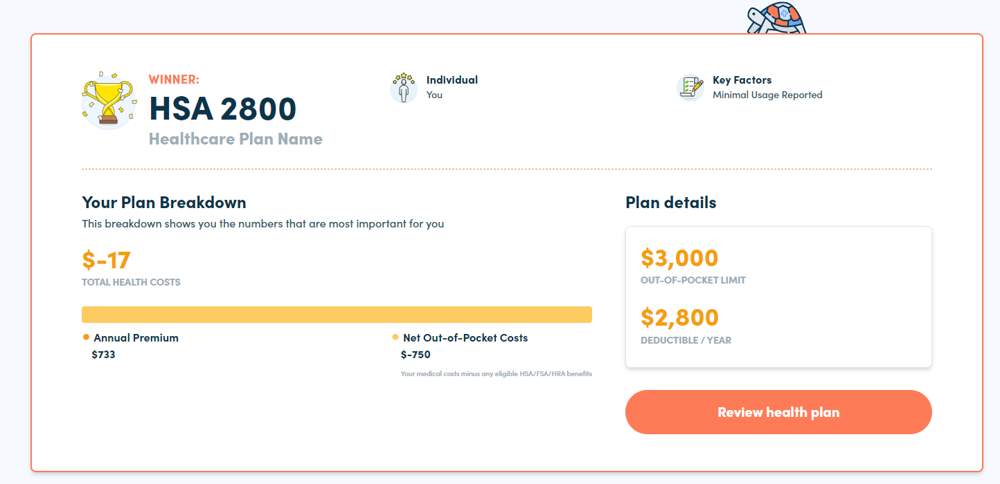 WINNER:
HSA 2800
Healthcare Plan Name
Individual
You
Key Factors
Minimal Usage Reported
Your Plan Breakdown
This breakdown shows you the numbers that are most important for you
$-17
TOTAL HEALTH COSTS
Annual Premium
$733
Net Out-of-Pocket Costs
$-750
Your medical costs minus any eligible HSA/FSA/HRA benefits
Plan details
$3,000
OUT-OF-POCKET LIMIT
$2,800
DEDUCTIBLE / YEAR
Review health plan